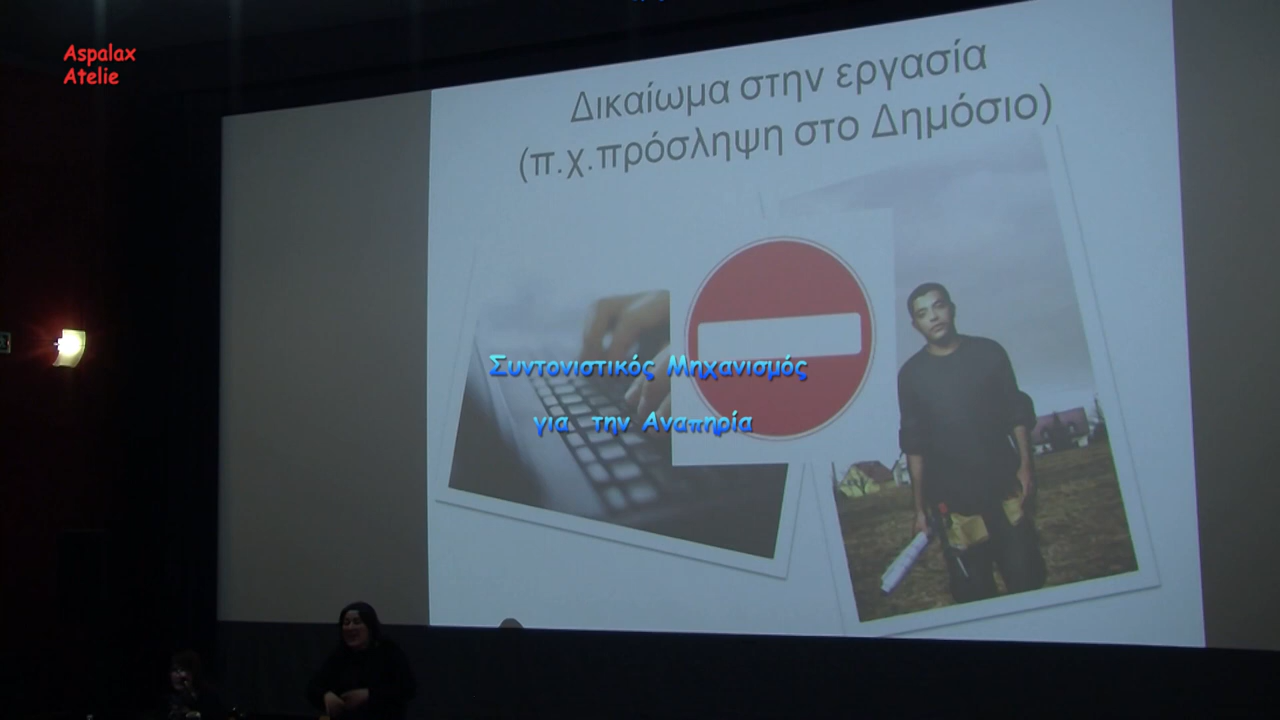 Aspalax
Atelie
Δικαίωμα στην εργασία
(π.χ.πρόσληψη στο Δημόσιο)
Συντονιστικός Μηχανισμός
για την Αναπηρία